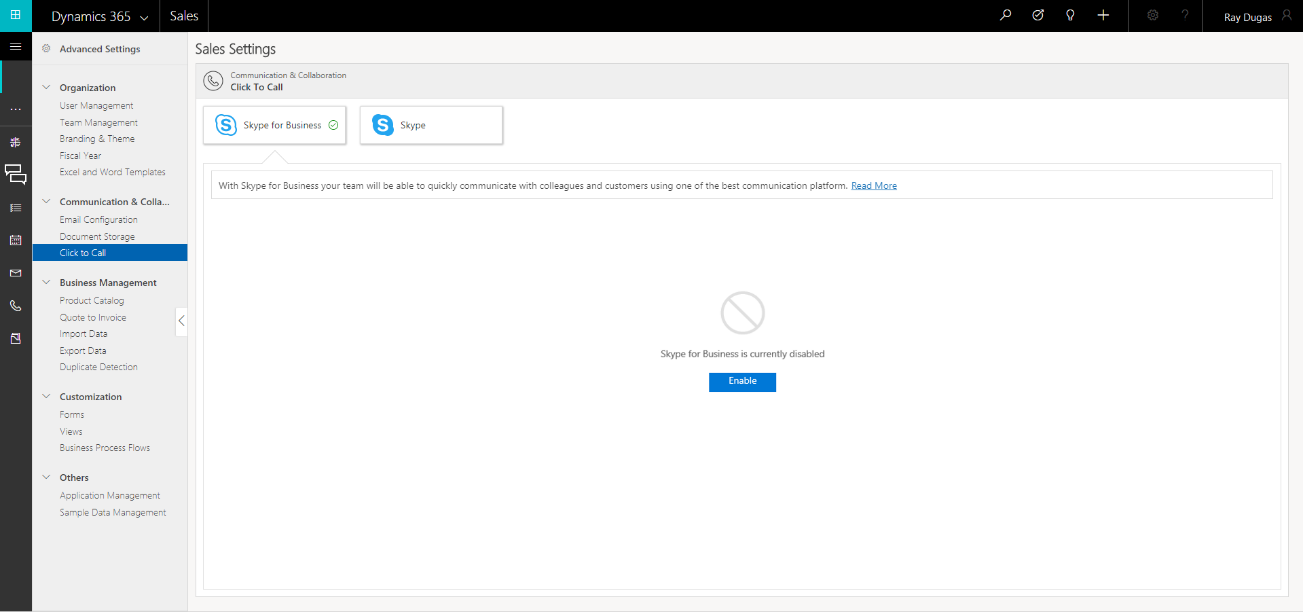 Dynamics 365
Sales
Ray Dugas
Advanced Settings
Organization
User Management
Team Management
Branding & Theme
Fiscal Year
Excel and Word Templates
Communication & Colla...
Email Configuration
Document Storage
Click to Call
Business Management
Product Catalog
Quote to Invoice
Import Data
Export Data
Duplicate Detection
Customization
Forms
Views
Business Process Flows
Others
Application Management
Sample Data Management
Sales Settings
Communication & Collaboration
Click To Call
Skype for Business
Skype
With Skype for Business your team will be able to quickly communicate with colleagues and customers using one of the best communication platform. Read More
Skype for Business is currently disabled
Enable